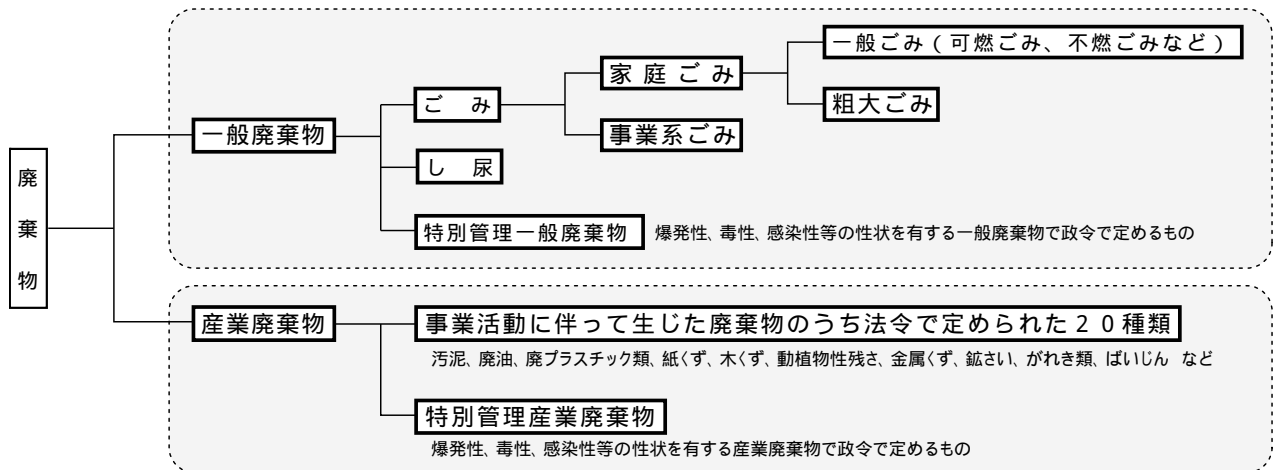 廃棄物
一般廃棄物
ごみ
家庭ごみ
一般ごみ(可燃ごみ、不燃ごみなど)
粗大ごみ
事業系ごみ
し尿
特別管理一般廃棄物 爆発性、毒性、感染性等の性状を有する一般廃棄物で政令で定めるもの
産業廃棄物
事業活動に伴って生じた廃棄物のうち法令で定められた20種類
汚泥、廃油、廃プラスチック類、紙くず、木くず、動植物性残さ、金属くず、鉱さい、がれき類、ばいじん など
特別管理産業廃棄物
爆発性、毒性、感染性等の性状を有する産業廃棄物で政令で定めるもの